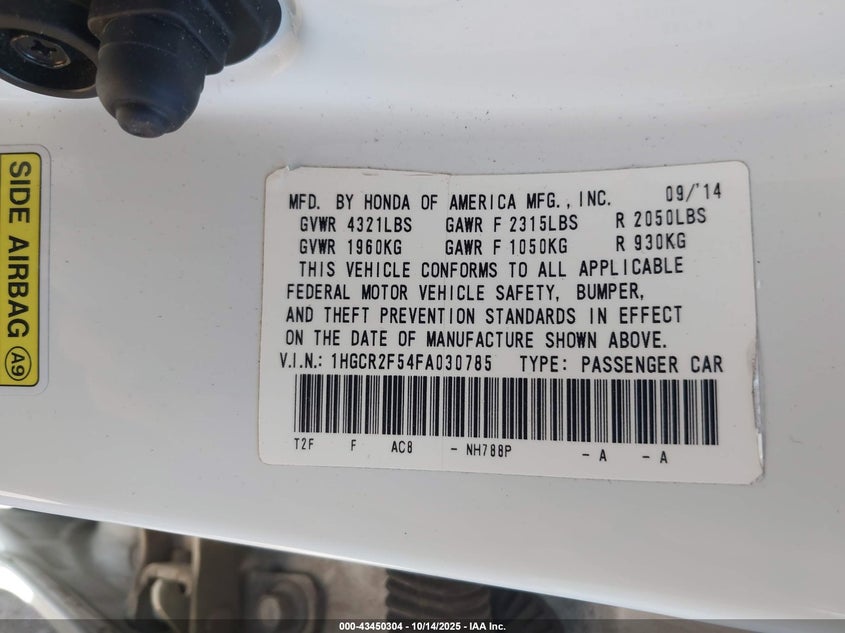 SIDE AIRBAG A9
MFD. BY HONDA OF AMERICA MFG., INC. 09/'14
GVWR 4321LBS GAWR F 2315LBS R 2050LBS
GVWR 1960KG GAWR F 1050KG R 930KG
THIS VEHICLE CONFORMS TO ALL APPLICABLE
FEDERAL MOTOR VEHICLE SAFETY, BUMPER,
AND THEFT PREVENTION STANDARDS IN EFFECT
ON THE DATE OF MANUFACTURE SHOWN ABOVE.
V.I.N.: 1HGCR2F54FA030785 TYPE: PASSENGER CAR
T2F F AC8 - NH788P - A - A
000-43450304 - 10/14/2025 - IAA Inc.